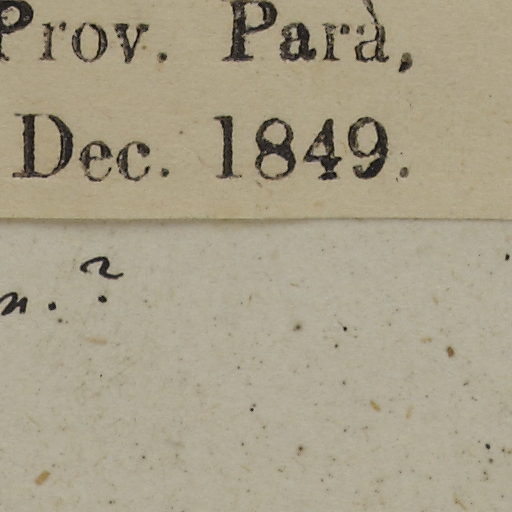 Prov. Parà,
Dec. 1849.
n. ?